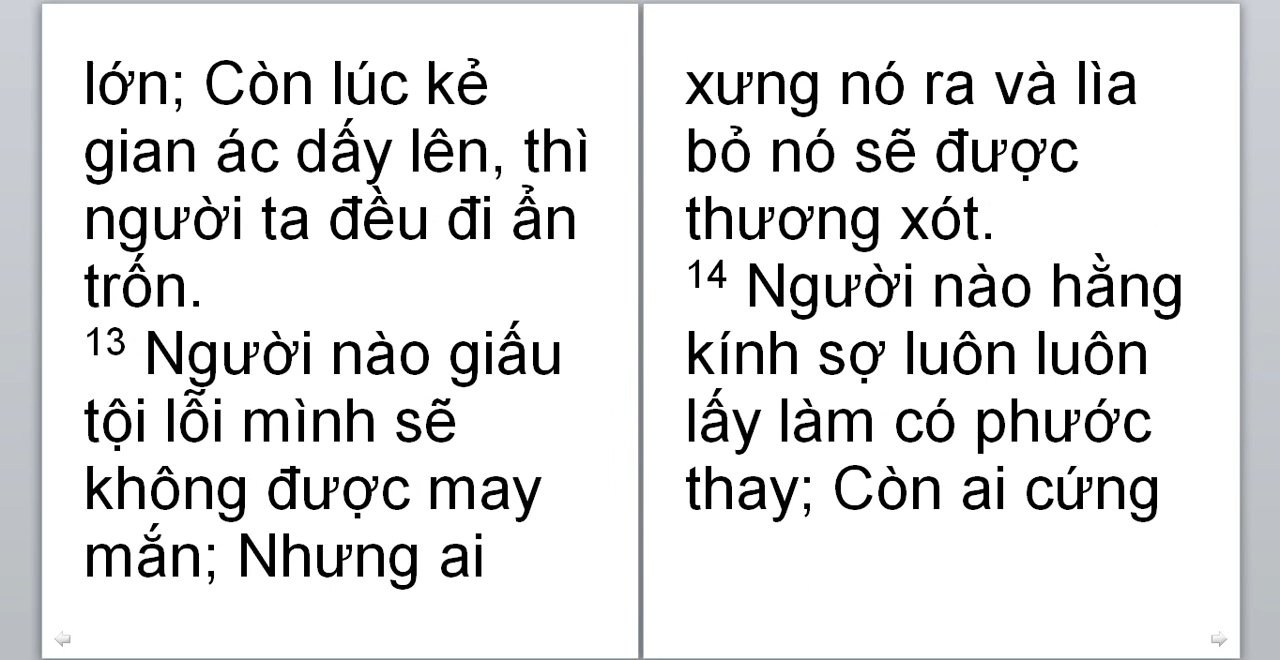 lớn; Còn lúc kẻ
gian ác dấy lên, thì
người ta đều đi ẩn
trốn.
13 Người nào giấu
tội lỗi mình sẽ
không được may
mắn; Nhưng ai
xưng nó ra và lìa
bỏ nó sẽ được
thương xót.
14 Người nào hằng
kính sợ luôn luôn
lấy làm có phước
thay; Còn ai cứng